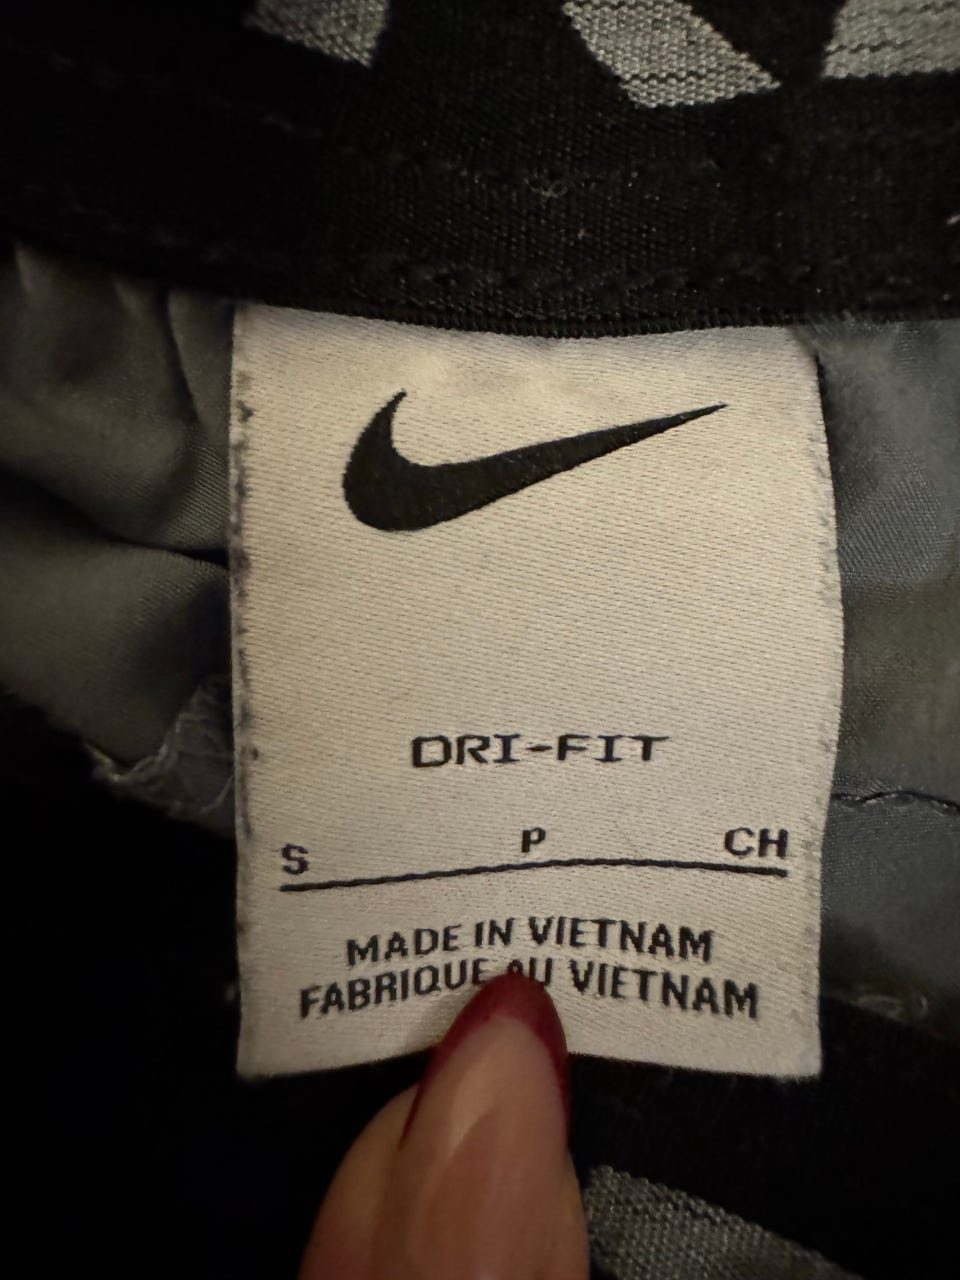 DRI-FIT
S P CH
MADE IN VIETNAM
FABRIQUE AU VIETNAM